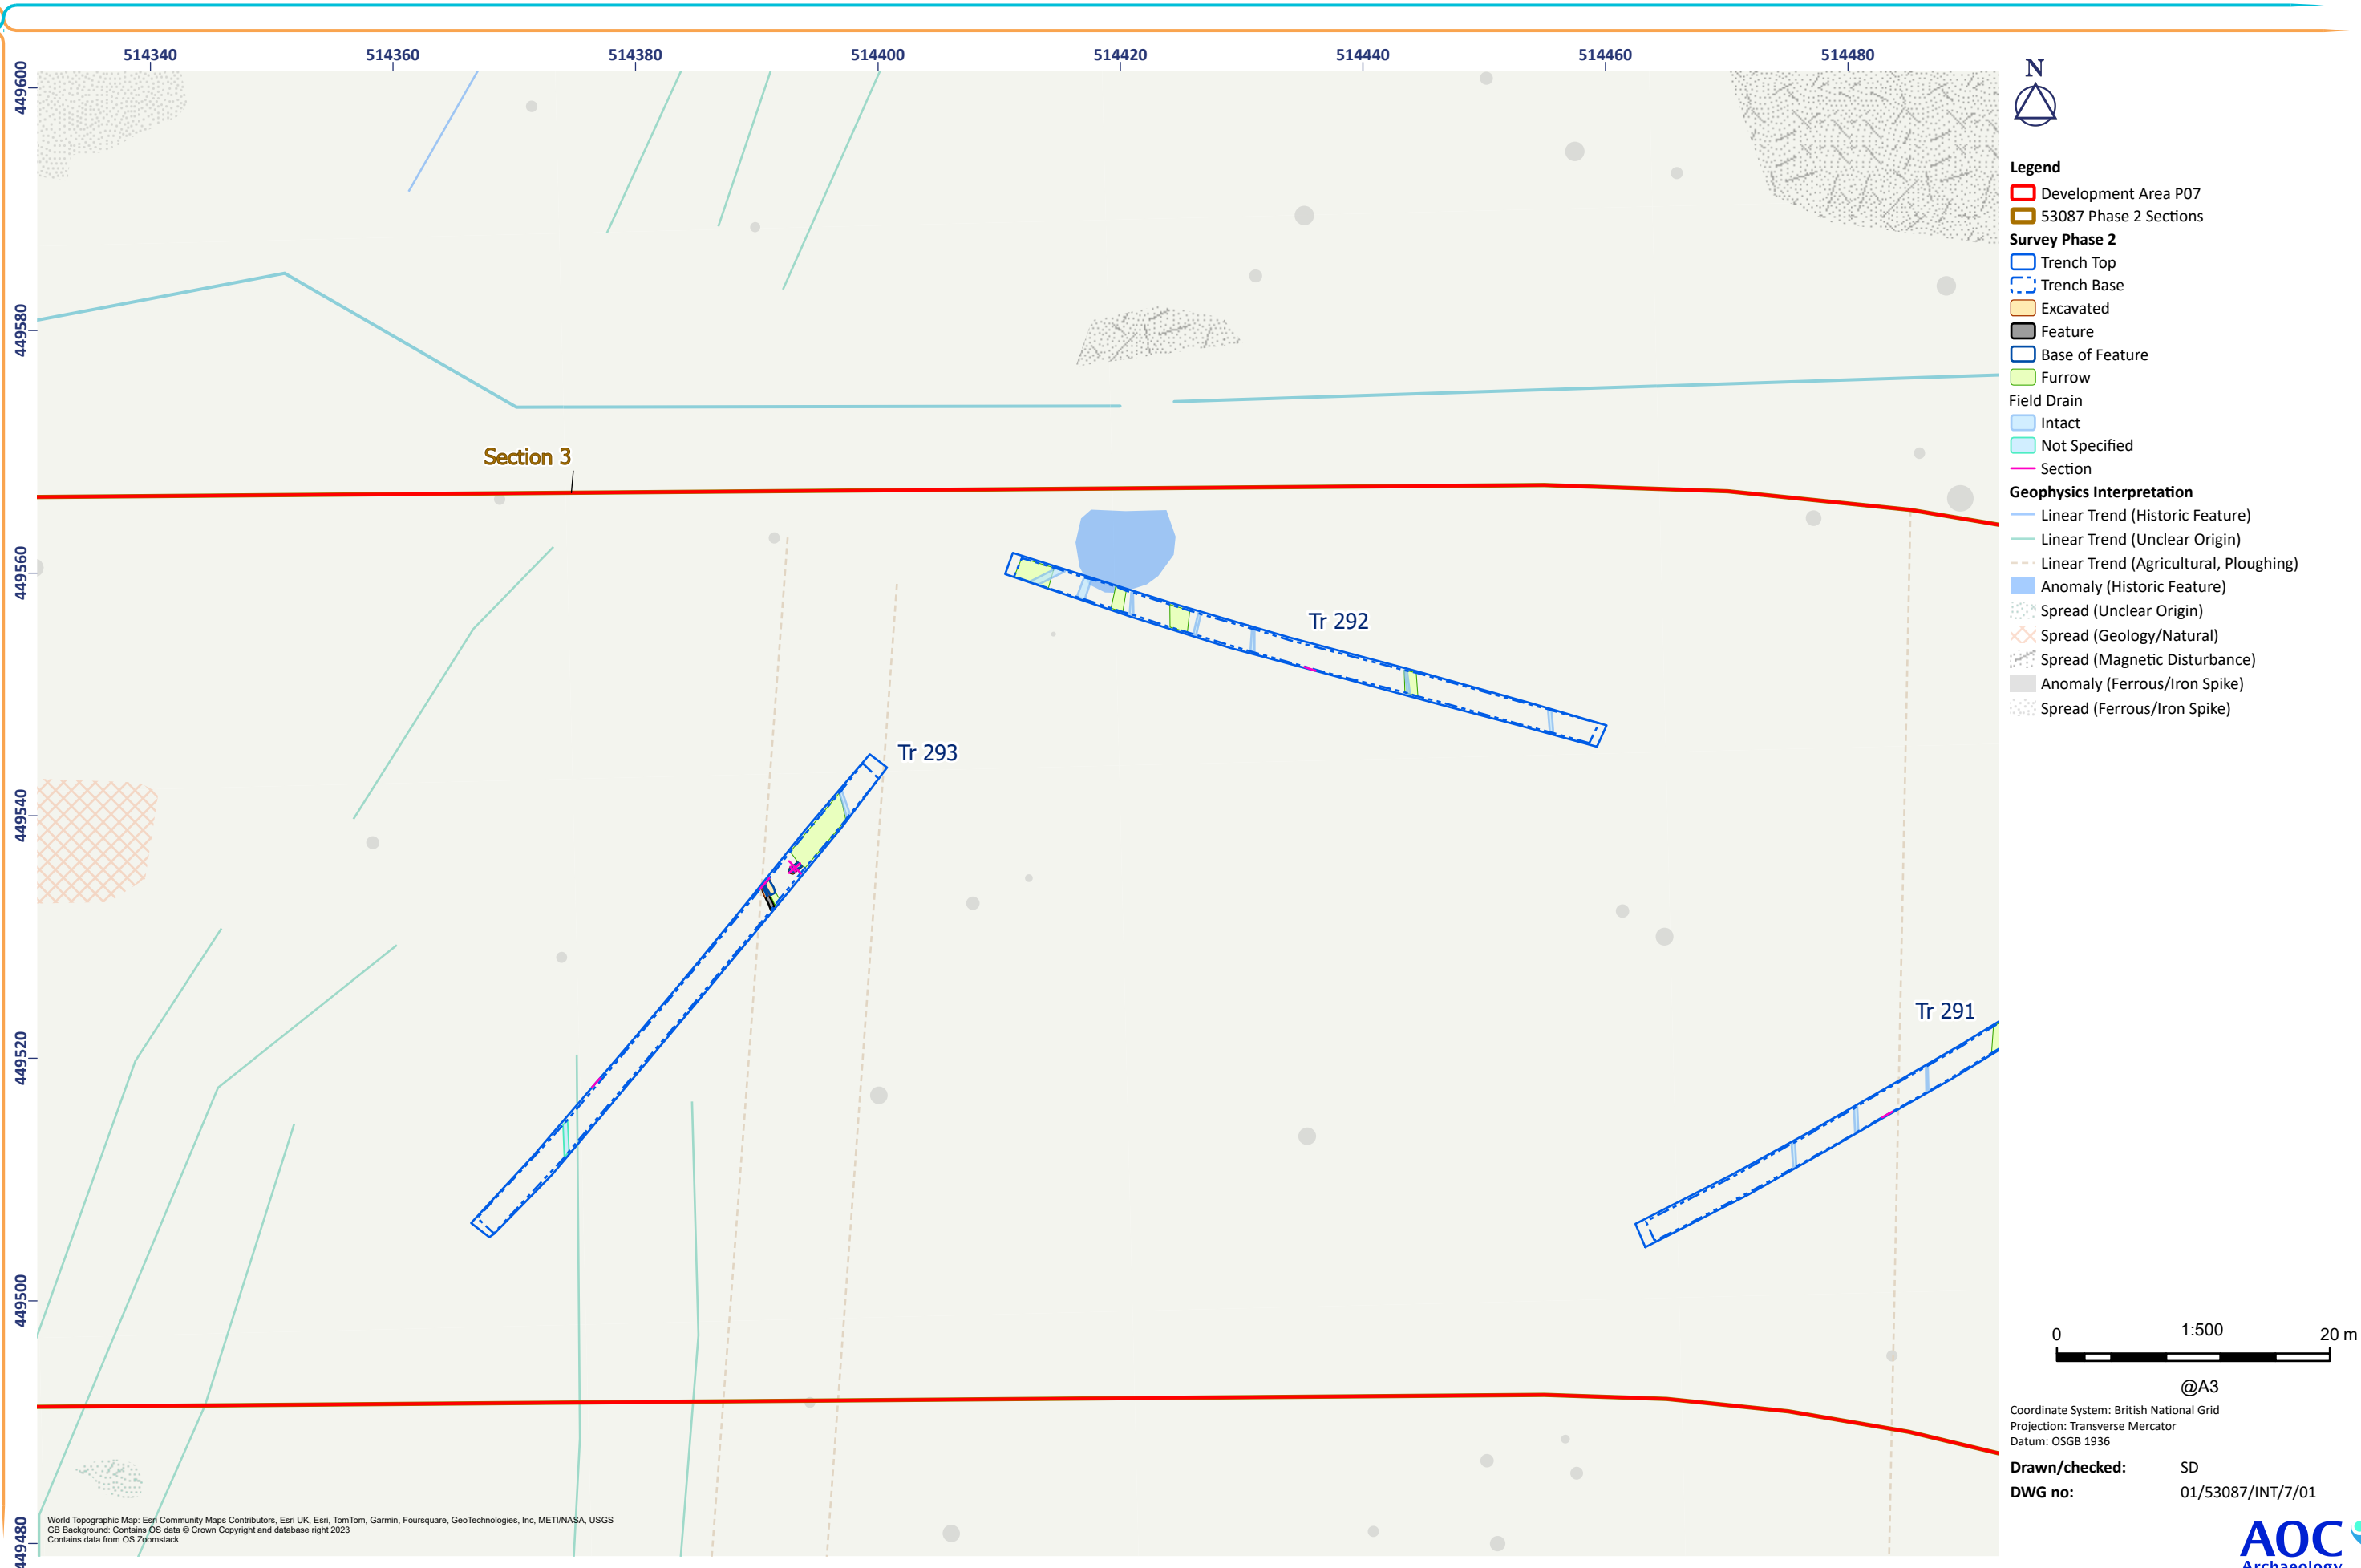 514340 514360 514380 514400 514420 514440 514460 514480
449600
449580
449560
449540
449520
449500
449480
Section 3
Tr 292
Tr 293
Tr 291
N
Legend
Development Area P07
53087 Phase 2 Sections
Survey Phase 2
Trench Top
Trench Base
Excavated
Feature
Base of Feature
Furrow
Field Drain
Intact
Not Specified
Section
Geophysics Interpretation
Linear Trend (Historic Feature)
Linear Trend (Unclear Origin)
Linear Trend (Agricultural, Ploughing)
Anomaly (Historic Feature)
Spread (Unclear Origin)
Spread (Geology/Natural)
Spread (Magnetic Disturbance)
Anomaly (Ferrous/Iron Spike)
Spread (Ferrous/Iron Spike)
0 1:500 20 m
@A3
Coordinate System: British National Grid
Projection: Transverse Mercator
Datum: OSGB 1936
Drawn/checked: SD
DWG no: 01/53087/INT/7/01
World Topographic Map: Esri Community Maps Contributors, Esri UK, Esri, TomTom, Garmin, Foursquare, GeoTechnologies, Inc, METI/NASA, USGS
GB Background: Contains OS data © Crown Copyright and database right 2023
Contains data from OS Zoomstack
AOC
Archaeology